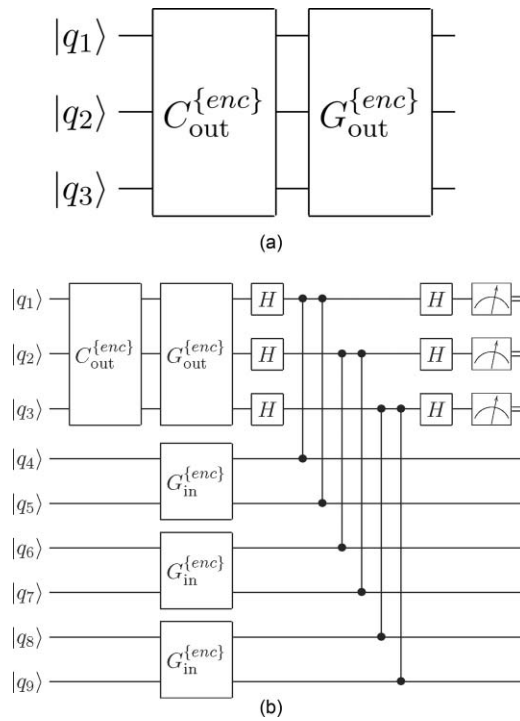 |q₁⟩
|q₂⟩ C_out^{enc} G_out^{enc}
|q₃⟩
(a)
|q₁⟩ H H
|q₂⟩ C_out^{enc} G_out^{enc} H H
|q₃⟩ H H
|q₄⟩
G_in^{enc}
|q₅⟩
|q₆⟩
G_in^{enc}
|q₇⟩
|q₈⟩
G_in^{enc}
|q₉⟩
(b)